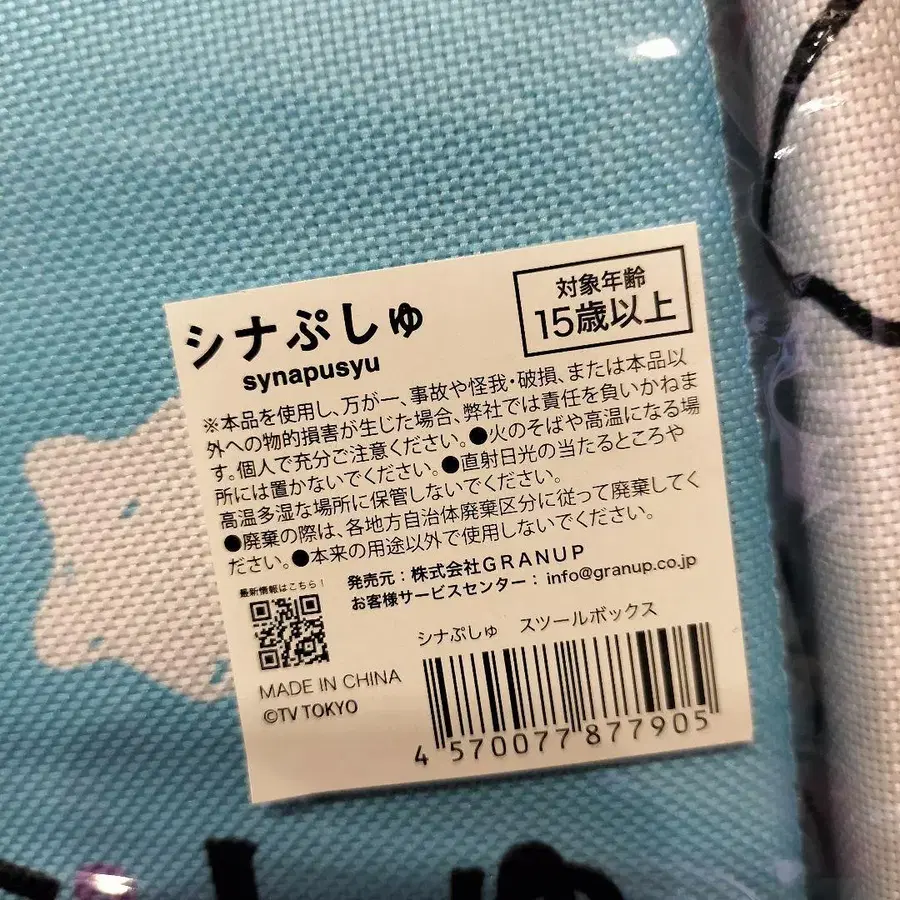 シナぷしゅ
synapusyu
対象年齢
15歳以上
※本品を使用し、万が一、事故や怪我・破損、または本品以
外への物的損害が生じた場合、弊社では責任を負いかねま
す。個人で充分ご注意ください。●火のそばや高温になる場
所には置かないでください。●直射日光の当たるところや
高温多湿な場所に保管しないでください。
●廃棄の際は、各地方自治体廃棄区分に従って廃棄してく
ださい。●本来の用途以外で使用しないでください。
発売元：株式会社GRANUP
お客様サービスセンター：info@granup.co.jp
最新情報はこちら！
シナぷしゅ スツールボックス
MADE IN CHINA
©TV TOKYO
4 570077 877905